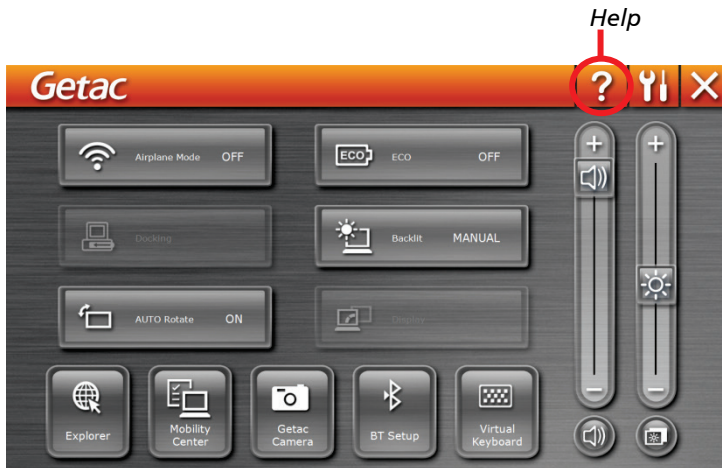 Help
Getac ?
+ +
Airplane Mode OFF ECO ECO OFF
Docking Backlit MANUAL
AUTO Rotate ON Display
− −
Explorer Mobility Center Getac Camera BT Setup Virtual Keyboard